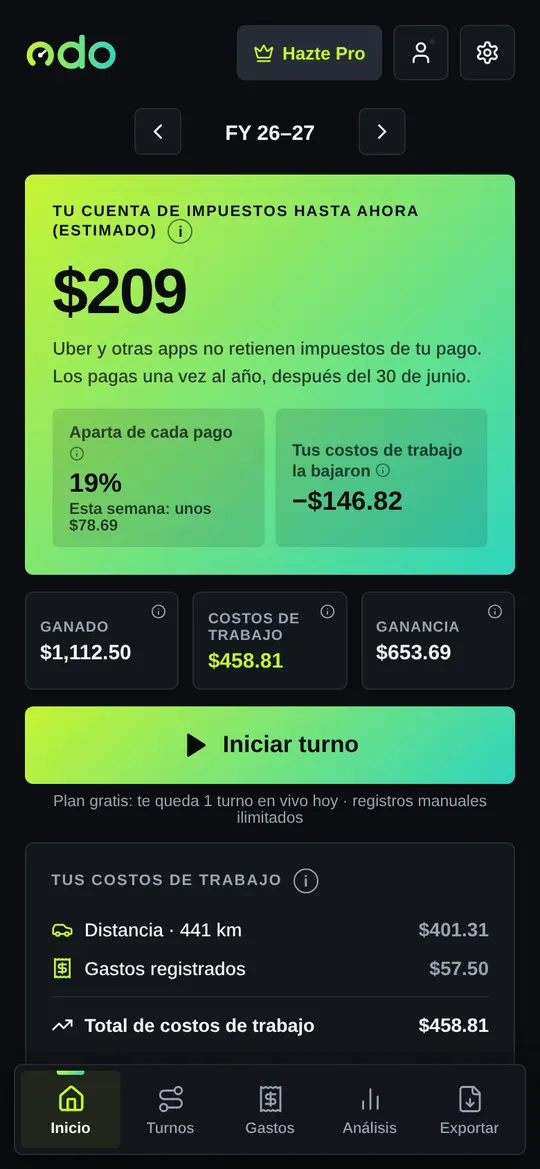 odo
Hazte Pro
FY 26–27
TU CUENTA DE IMPUESTOS HASTA AHORA
(ESTIMADO)
$209
Uber y otras apps no retienen impuestos de tu pago.
Los pagas una vez al año, después del 30 de junio.
Aparta de cada pago
19%
Esta semana: unos
$78.69
Tus costos de trabajo
la bajaron
−$146.82
GANADO
$1,112.50
COSTOS DE
TRABAJO
$458.81
GANANCIA
$653.69
Iniciar turno
Plan gratis: te queda 1 turno en vivo hoy · registros manuales
ilimitados
TUS COSTOS DE TRABAJO
Distancia · 441 km
$401.31
Gastos registrados
$57.50
Total de costos de trabajo
$458.81
Inicio
Turnos
Gastos
Análisis
Exportar